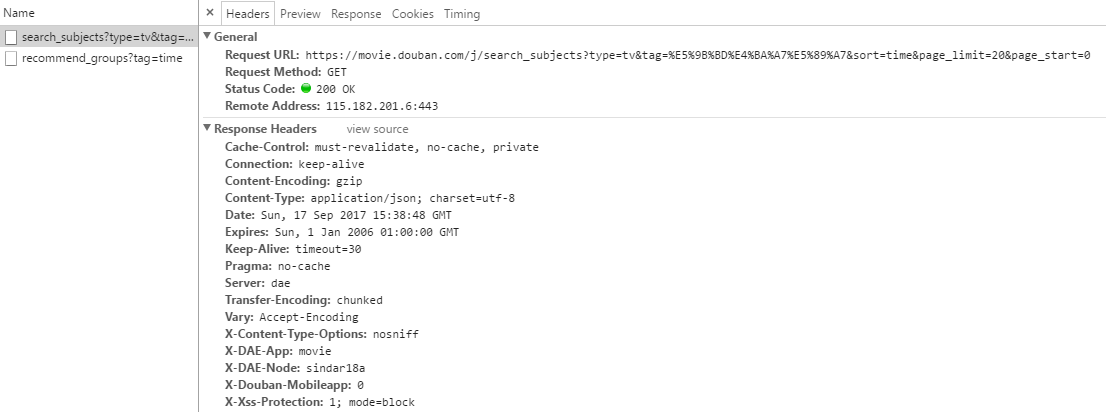 Name
search_subjects?type=tv&tag=...
recommend_groups?tag=time
× Headers Preview Response Cookies Timing
General
Request URL: https://movie.douban.com/j/search_subjects?type=tv&tag=%E5%9B%BD%E4%BA%A7%E5%89%A7&sort=time&page_limit=20&page_start=0
Request Method: GET
Status Code: 200 OK
Remote Address: 115.182.201.6:443
Response Headers view source
Cache-Control: must-revalidate, no-cache, private
Connection: keep-alive
Content-Encoding: gzip
Content-Type: application/json; charset=utf-8
Date: Sun, 17 Sep 2017 15:38:48 GMT
Expires: Sun, 1 Jan 2006 01:00:00 GMT
Keep-Alive: timeout=30
Pragma: no-cache
Server: dae
Transfer-Encoding: chunked
Vary: Accept-Encoding
X-Content-Type-Options: nosniff
X-DAE-App: movie
X-DAE-Node: sindar18a
X-Douban-Mobileapp: 0
X-Xss-Protection: 1; mode=block